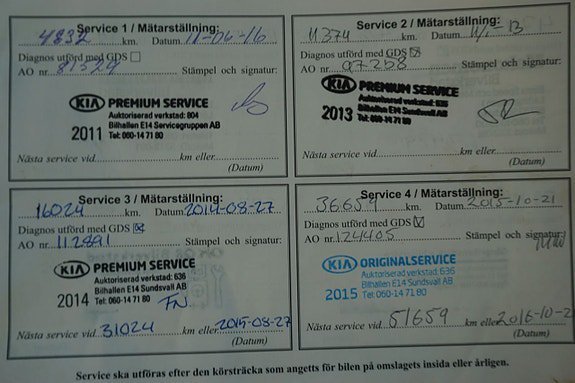 Service 1 / Mätarställning:
4832 km. Datum 11-04-16
Diagnos utförd med GDS
AO nr. 81524
Stämpel och signatur:
KIA PREMIUM SERVICE
Auktoriserad verkstad: 804
Bilhallen E14 Servicegruppen AB
2011 Tel: 060-14 71 80
Nästa service vid km eller
(Datum)
Service 2 / Mätarställning:
11374 km. Datum
Diagnos utförd med GDS
AO nr. 97258
Stämpel och signatur:
KIA PREMIUM SERVICE
Auktoriserad verkstad: 636
Bilhallen E14 Sundsvall AB
2013 Tel: 060-14 71 80
Nästa service vid km eller
(Datum)
Service 3 / Mätarställning:
16024 km. Datum 2014-08-27
Diagnos utförd med GDS
AO nr. 112891
Stämpel och signatur:
KIA PREMIUM SERVICE
Auktoriserad verkstad: 636
Bilhallen E14 Sundsvall AB
2014 Tel: 060-14 71 80
FN
Nästa service vid 31024 km eller 2015-08-27
(Datum)
Service 4 / Mätarställning:
36659 km. Datum 2015-10-21
Diagnos utförd med GDS
AO nr. 124405
Stämpel och signatur:
KIA ORIGINALSERVICE
Auktoriserad verkstad: 636
Bilhallen E14 Sundsvall AB
2015 Tel: 060-14 71 80
Nästa service vid 51659 km eller 2016-10-2
(Datum)
Service ska utföras efter den körsträcka som angetts för bilen på omslagets insida eller årligen.